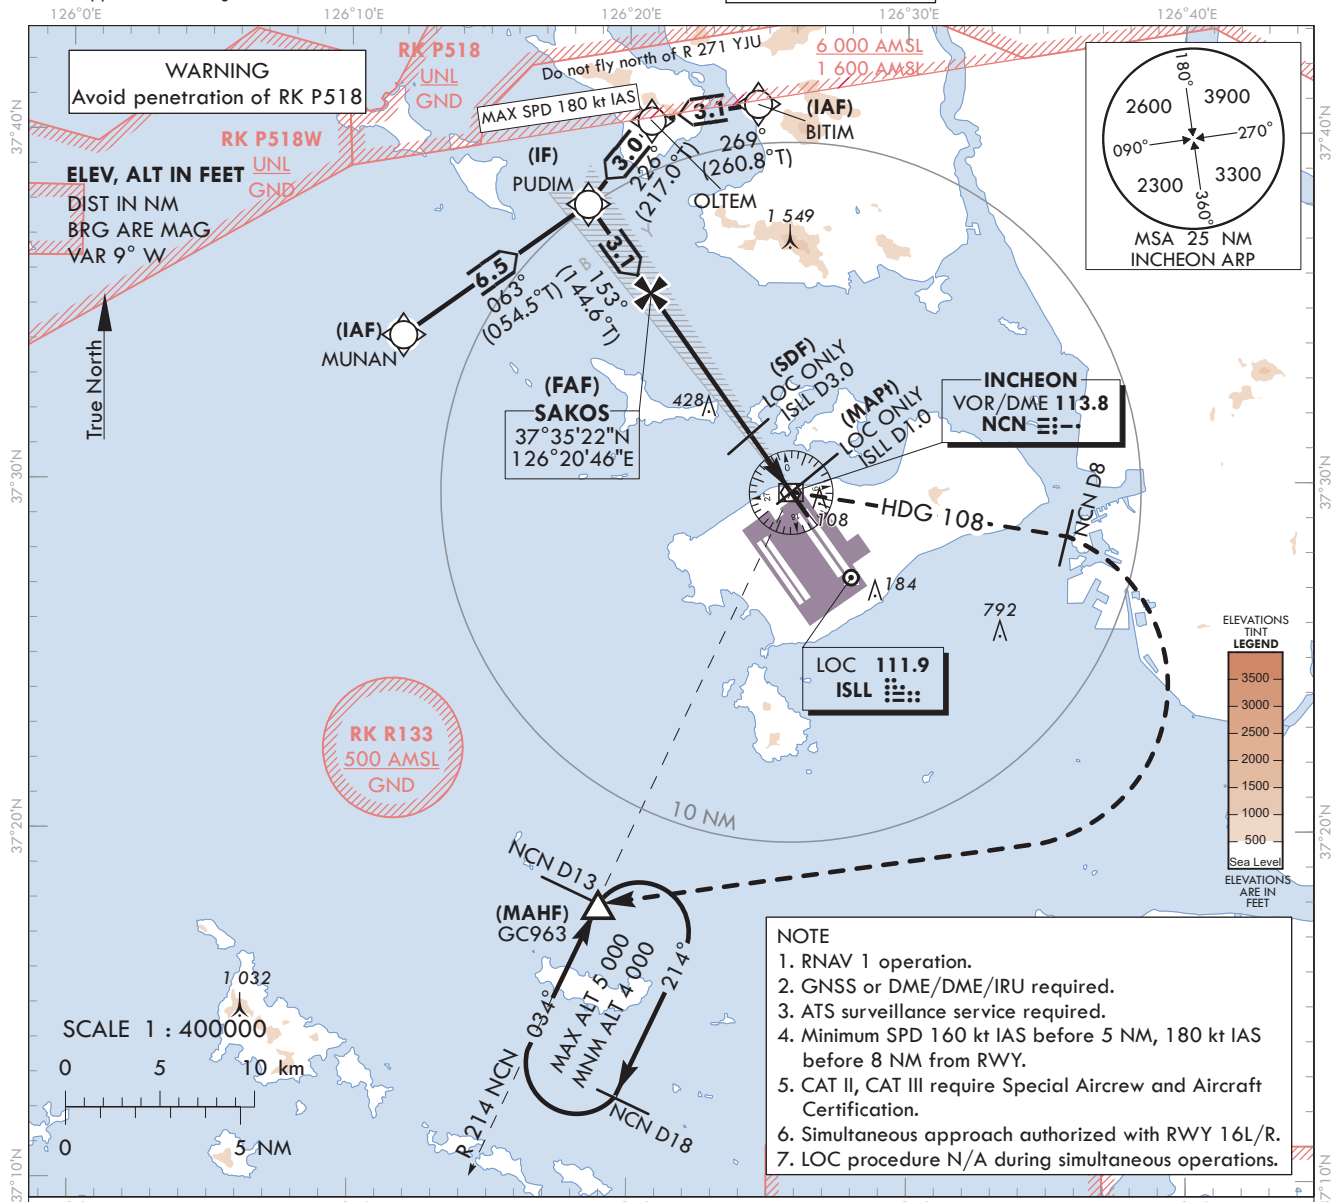 126°0'E
126°10'E
126°20'E
126°30'E
126°40'E
WARNING
Avoid penetration of RK P518
RK P518
UNL
GND
Do not fly north of R 271 YJU
6 000 AMSL
1 600 AMSL
MAX SPD 180 kt IAS
RK P518W
UNL
GND
37°40'N
37°40'N
ELEV, ALT IN FEET
DIST IN NM
BRG ARE MAG
VAR 9° W
(IF)
PUDIM
3.0
226°
(217.0°T)
3.1
269°
(260.8°T)
(IAF)
BITIM
OLTEM
1 549
180°
2600
3900
270°
090°
2300
3300
360°
MSA 25 NM
INCHEON ARP
True North
6.5
063°
(054.5°T)
(IAF)
MUNAN
3.1
B
153°
(144.6°T)
(FAF)
SAKOS
37°35'22"N
126°20'46"E
428
(SDF)
LOC ONLY
ISLL D3.0
(MAPt)
LOC ONLY
ISLL D1.0
INCHEON
VOR/DME 113.8
NCN
37°30'N
37°30'N
0
9
18
27
108
HDG 108
NCN D8
184
792
LOC 111.9
ISLL
RK R133
500 AMSL
GND
10 NM
ELEVATIONS
TINT
LEGEND
3500
3000
2500
2000
1500
1000
500
Sea Level
ELEVATIONS
ARE IN
FEET
37°20'N
37°20'N
NCN D13
(MAHF)
GC963
MAX ALT 5 000
MNM ALT 4 000
034°
214°
NCN D18
R 214 NCN
1 032
SCALE 1 : 400000
0 5 10 km
0 5 NM
NOTE
1. RNAV 1 operation.
2. GNSS or DME/DME/IRU required.
3. ATS surveillance service required.
4. Minimum SPD 160 kt IAS before 5 NM, 180 kt IAS
before 8 NM from RWY.
5. CAT II, CAT III require Special Aircrew and Aircraft
Certification.
6. Simultaneous approach authorized with RWY 16L/R.
7. LOC procedure N/A during simultaneous operations.
37°10'N
37°10'N